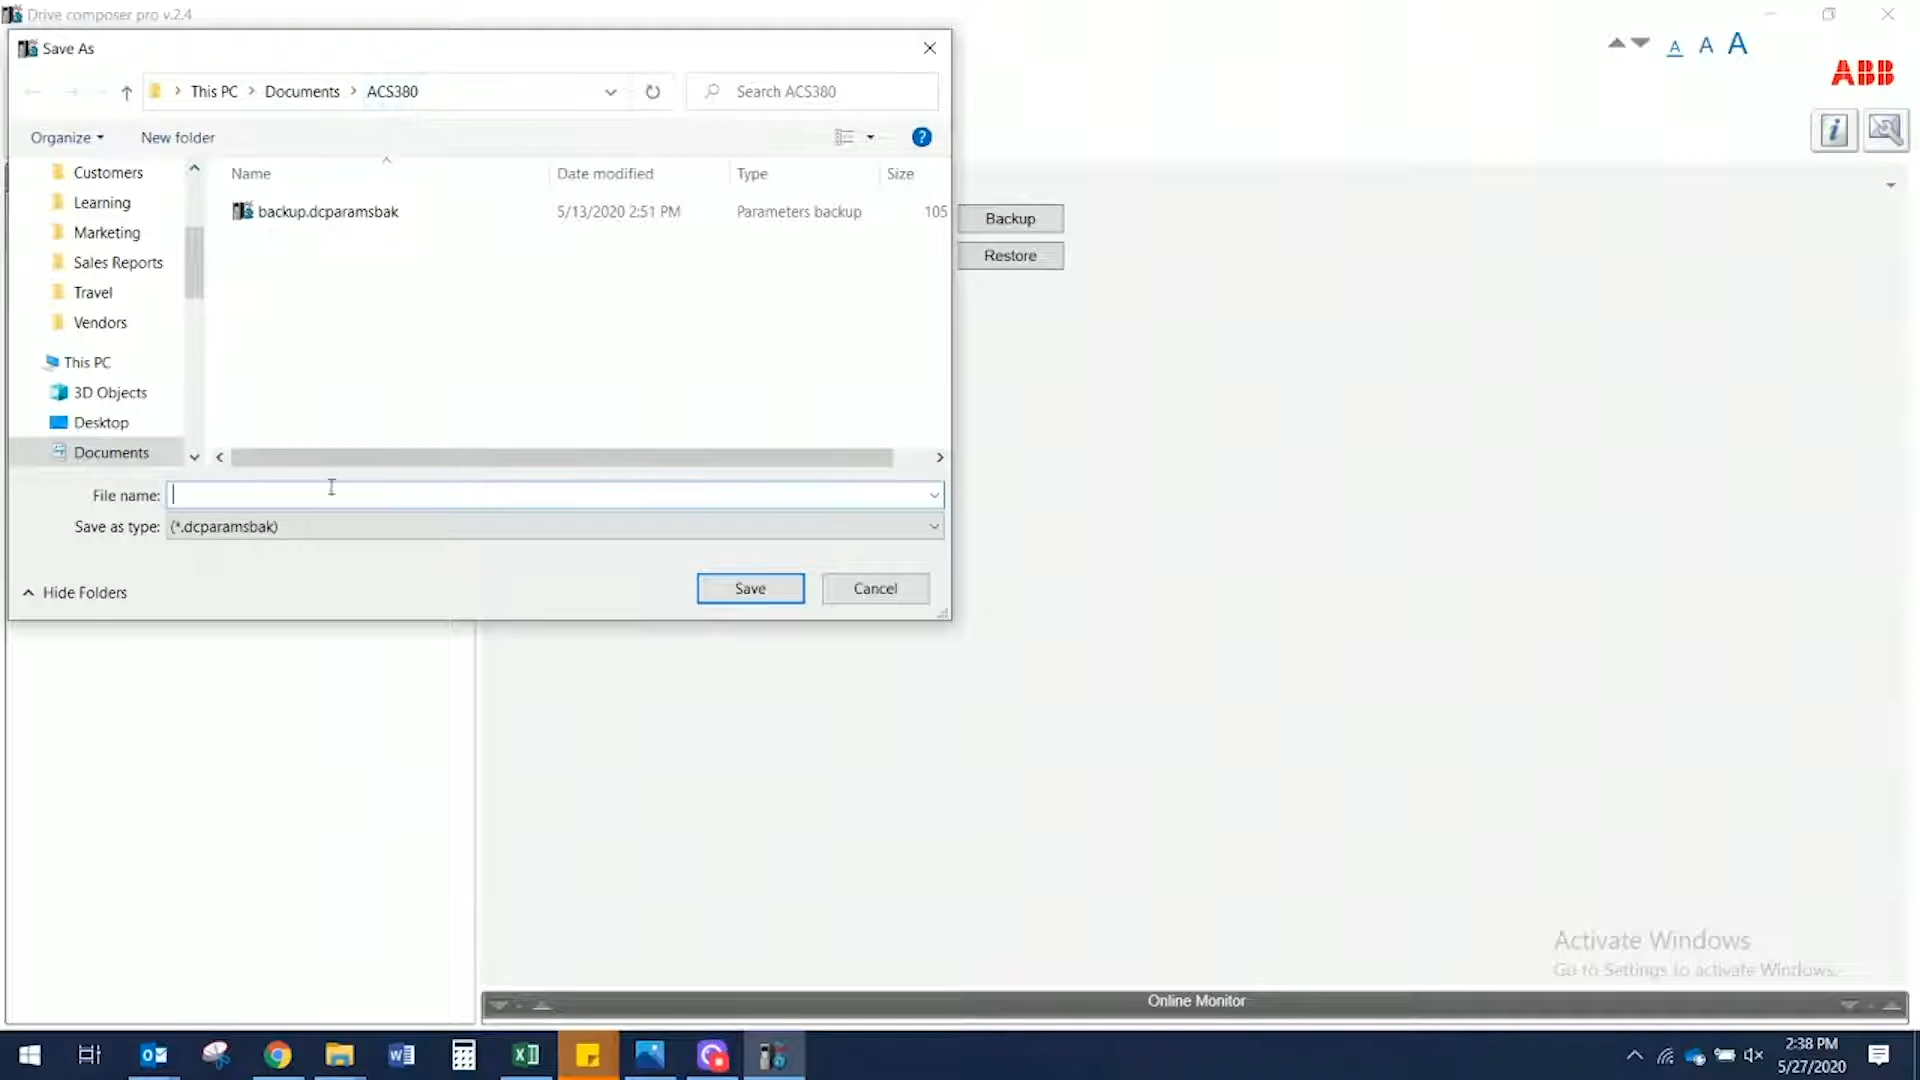 Drive composer pro v.2.4
Save As
This PC > Documents > ACS380
Search ACS380
Organize
New folder
?
A A A
ABB
i
Name
Date modified
Type
Size
backup.dcparamsbak
5/13/2020 2:51 PM
Parameters backup
105
Customers
Learning
Marketing
Sales Reports
Travel
Vendors
This PC
3D Objects
Desktop
Documents
Backup
Restore
File name:
Save as type:
(*.dcparamsbak)
Hide Folders
Save
Cancel
Activate Windows
Go to Settings to activate Windows.
Online Monitor
2:38 PM
5/27/2020